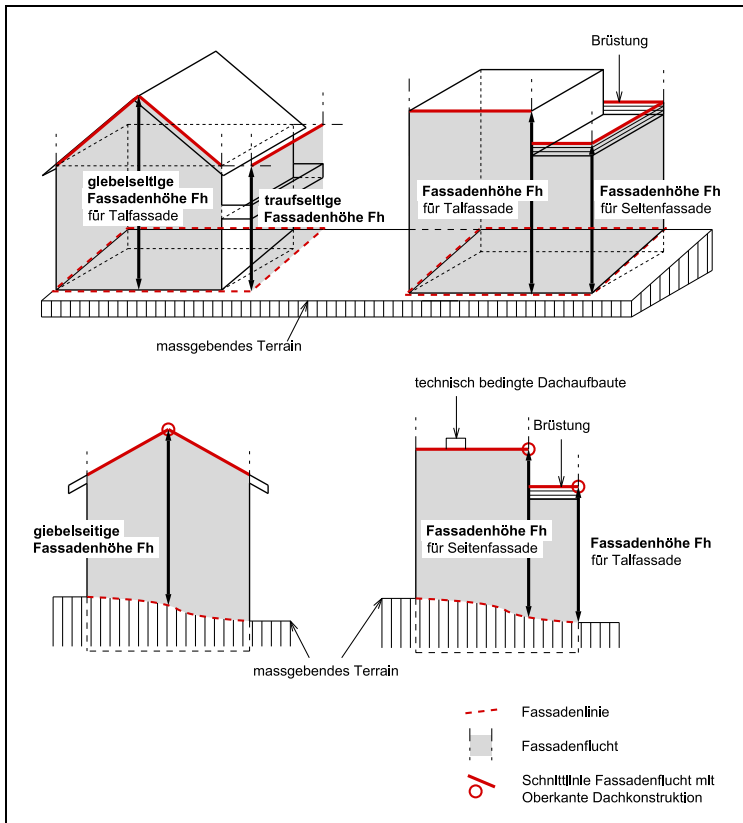 Brüstung
giebelseitige
Fassadenhöhe Fh
für Talfassade
traufseitige
Fassadenhöhe Fh
Fassadenhöhe Fh
für Talfassade
Fassadenhöhe Fh
für Seitenfassade
massgebendes Terrain
technisch bedingte Dachaufbaute
Brüstung
giebelseitige
Fassadenhöhe Fh
Fassadenhöhe Fh
für Seitenfassade
Fassadenhöhe Fh
für Talfassade
massgebendes Terrain
Fassadenlinie
Fassadenflucht
Schnittlinie Fassadenflucht mit
Oberkante Dachkonstruktion